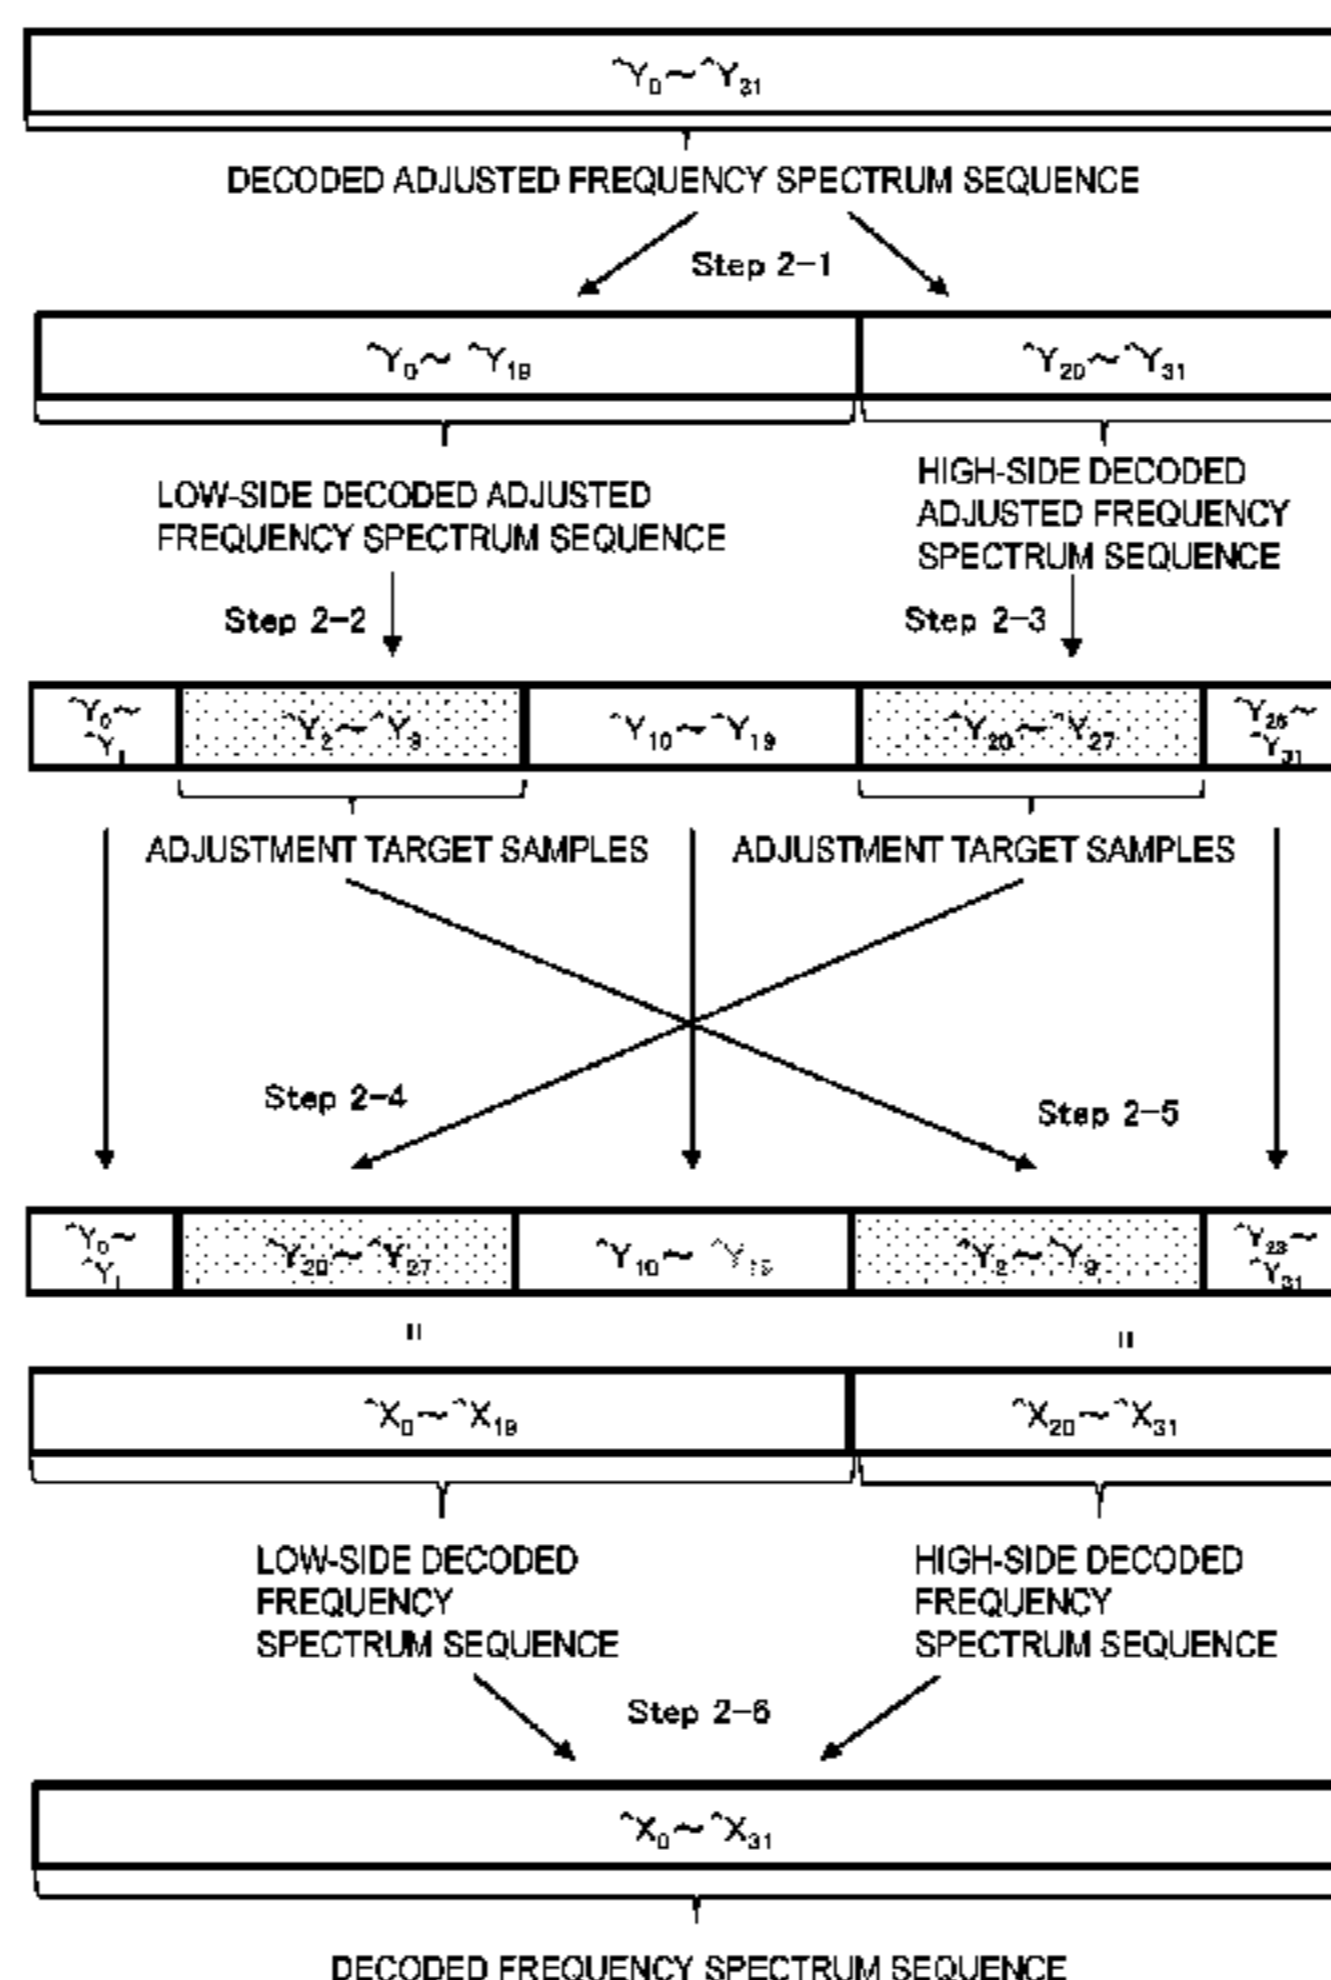 ^Y0~^Y31
DECODED ADJUSTED FREQUENCY SPECTRUM SEQUENCE
Step 2-1
^Y0~ ^Y19
^Y20~^Y31
LOW-SIDE DECODED ADJUSTED
FREQUENCY SPECTRUM SEQUENCE
HIGH-SIDE DECODED
ADJUSTED FREQUENCY
SPECTRUM SEQUENCE
Step 2-2
Step 2-3
^Y0~
^Y1
^Y2~^Y9
^Y10~^Y19
^Y20~^Y27
^Y28~
^Y31
ADJUSTMENT TARGET SAMPLES
ADJUSTMENT TARGET SAMPLES
Step 2-4
Step 2-5
^Y0~
^Y1
^Y20~^Y27
^Y10~
^Y2~^Y9
^Y28~
^Y31
=
=
^X0~^X19
^X20~^X31
LOW-SIDE DECODED
FREQUENCY
SPECTRUM SEQUENCE
HIGH-SIDE DECODED
FREQUENCY
SPECTRUM SEQUENCE
Step 2-6
^X0~^X31
DECODED FREQUENCY SPECTRUM SEQUENCE